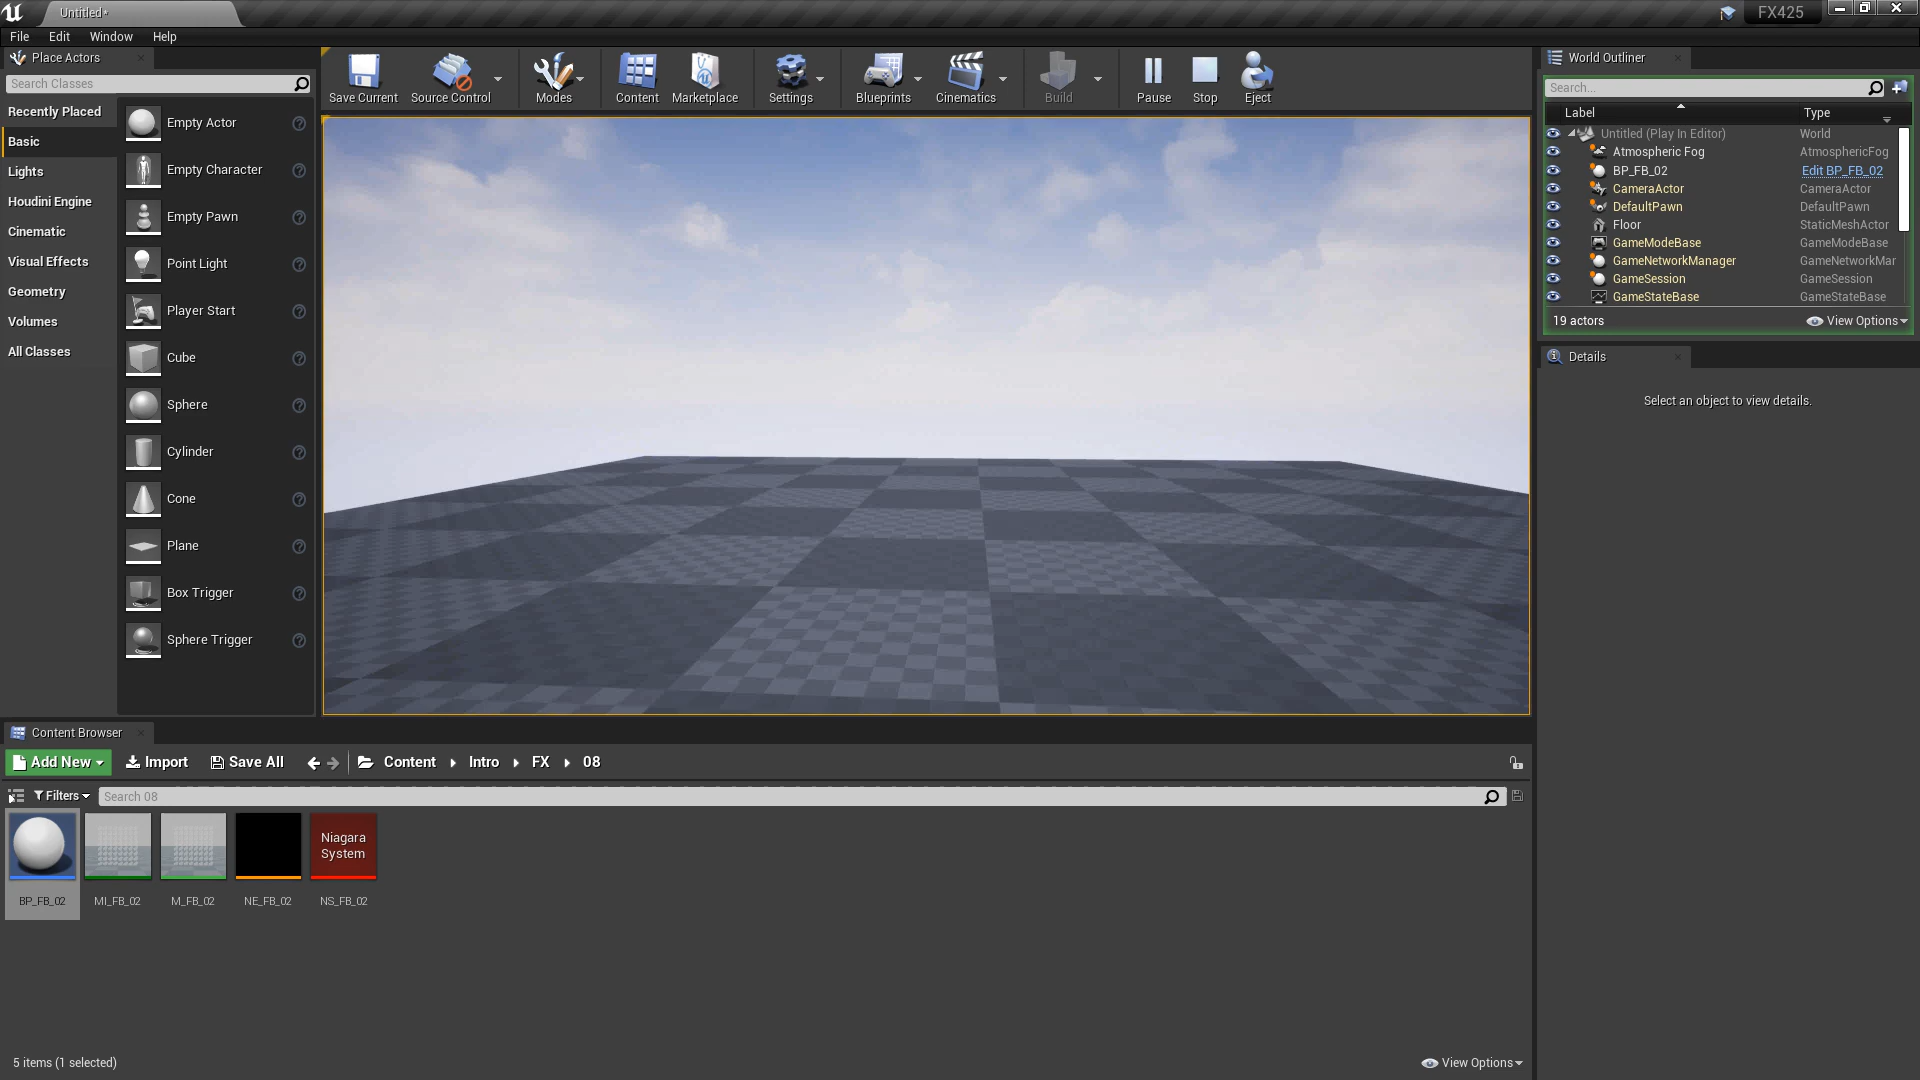 Untitled*
FX425
File Edit Window Help
Place Actors
Search Classes
Recently Placed
Basic
Lights
Houdini Engine
Cinematic
Visual Effects
Geometry
Volumes
All Classes
Empty Actor
Empty Character
Empty Pawn
Point Light
Player Start
Cube
Sphere
Cylinder
Cone
Plane
Box Trigger
Sphere Trigger
Save Current Source Control Modes Content Marketplace Settings Blueprints Cinematics Build Pause Stop Eject
World Outliner
Search...
Label Type
Untitled (Play In Editor) World
Atmospheric Fog AtmosphericFog
BP_FB_02 Edit BP_FB_02
CameraActor CameraActor
DefaultPawn DefaultPawn
Floor StaticMeshActor
GameModeBase GameModeBase
GameNetworkManager GameNetworkMar
GameSession GameSession
GameStateBase GameStateBase
19 actors View Options
Details
Select an object to view details.
Content Browser
Add New Import Save All Content Intro FX 08
Filters Search 08
Niagara
System
BP_FB_02 MI_FB_02 M_FB_02 NE_FB_02 NS_FB_02
5 items (1 selected) View Options